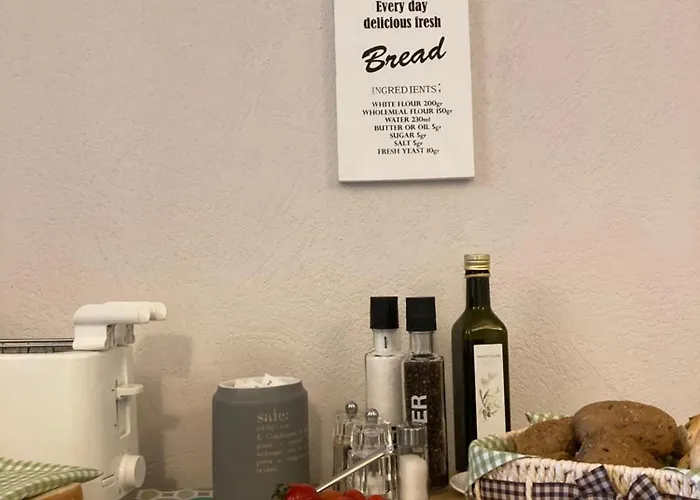 Every day
delicious fresh
Bread
INGREDIENTS:
WHITE FLOUR 200gr
WHOLEMEAL FLOUR 150gr
WATER 230ml
BUTTER OR OIL 5gr
SUGAR 5gr
SALT 5gr
FRESH YEAST 10gr
sale: